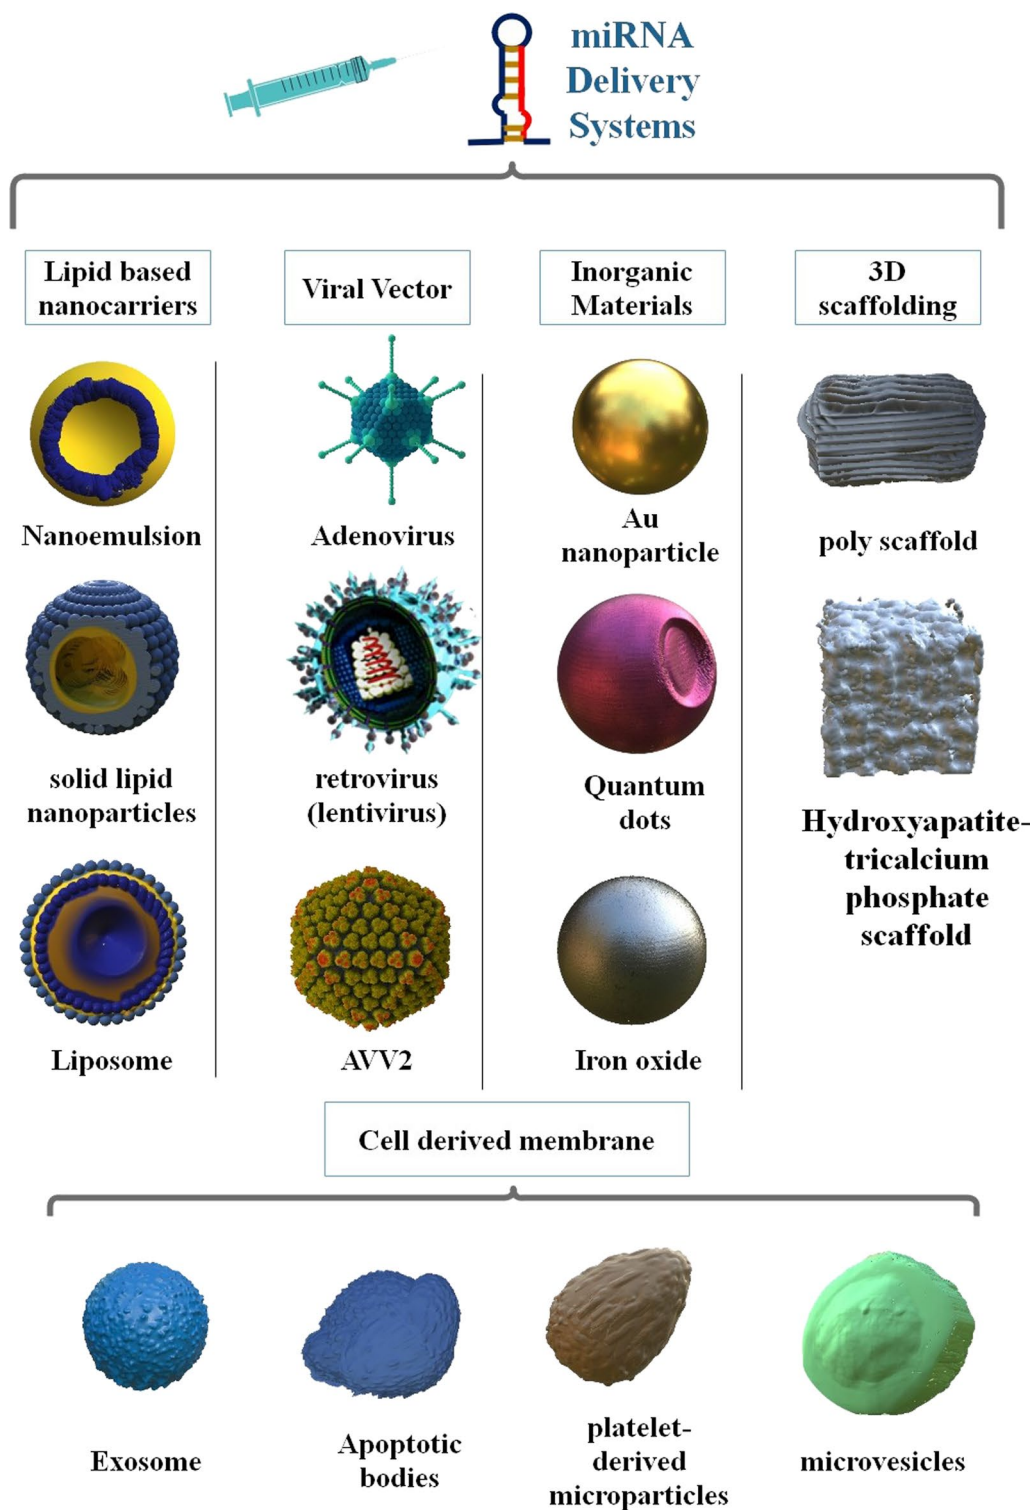 miRNA
Delivery
Systems
Lipid based
nanocarriers
Viral Vector
Inorganic
Materials
3D
scaffolding
Nanoemulsion
Adenovirus
Au
nanoparticle
poly scaffold
solid lipid
nanoparticles
retrovirus
(lentivirus)
Quantum
dots
Hydroxyapatite-
tricalcium
phosphate
scaffold
Liposome
AVV2
Iron oxide
Cell derived membrane
Exosome
Apoptotic
bodies
platelet-
derived
microparticles
microvesicles